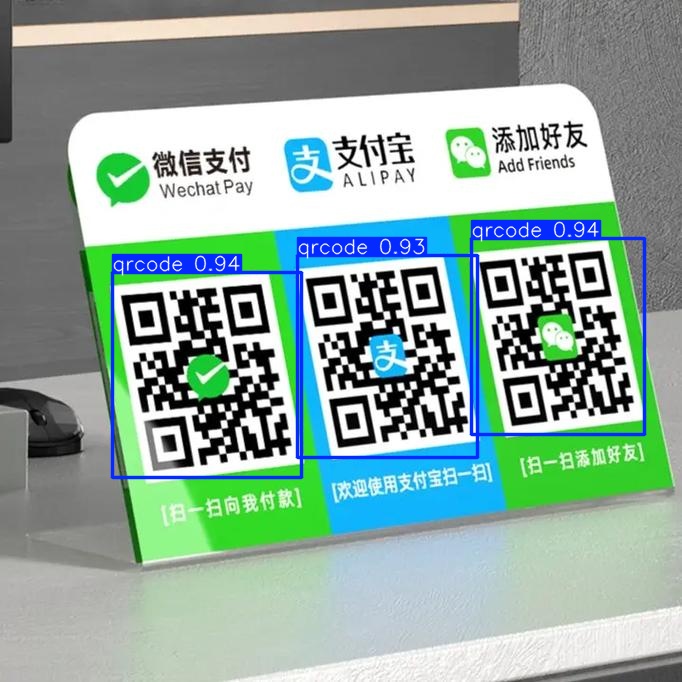 微信支付
Wechat Pay
支付宝
ALIPAY
添加好友
Add Friends
qrcode 0.94
qrcode 0.93
qrcode 0.94
支
[扫一扫向我付款]
[欢迎使用支付宝扫一扫]
[扫一扫添加好友]